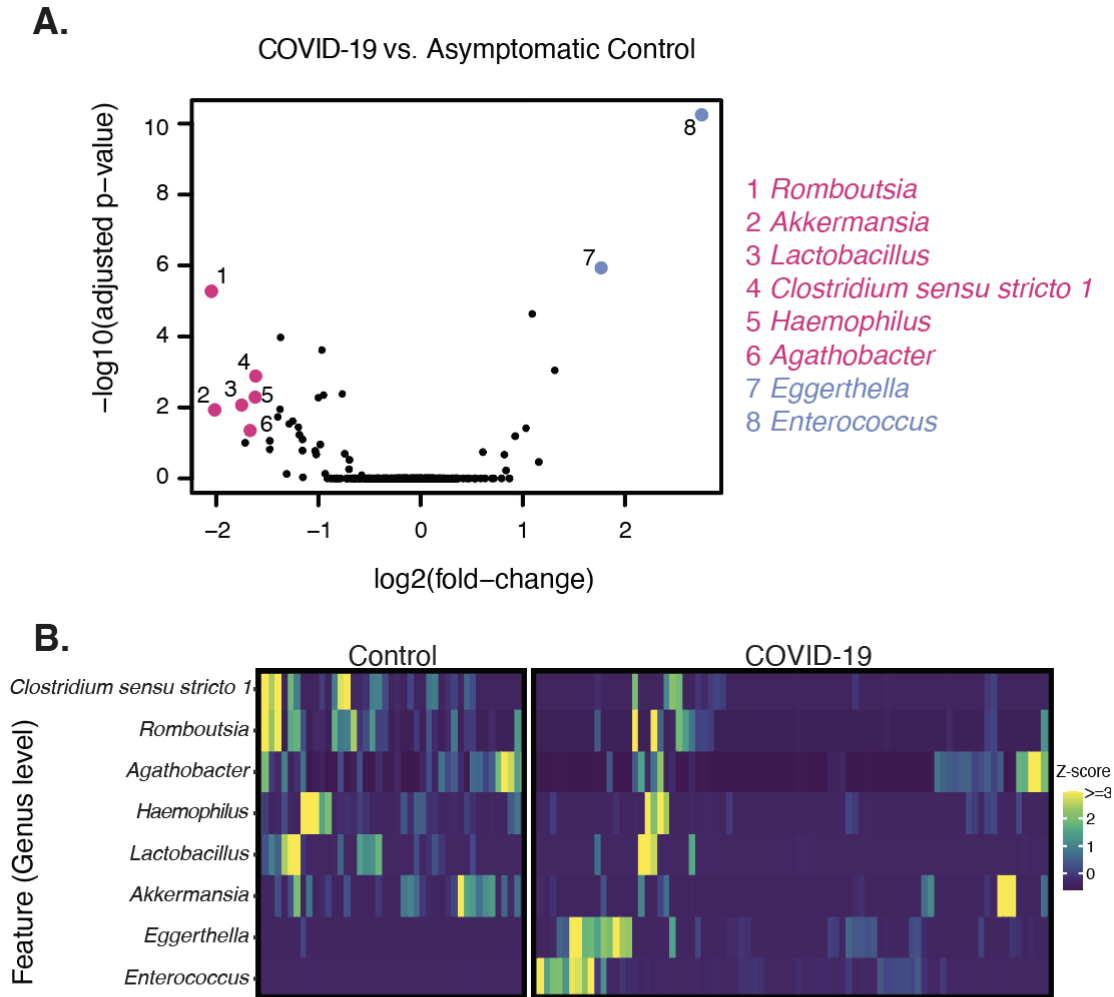 A.
COVID-19 vs. Asymptomatic Control
−log10(adjusted p−value)
10
8
6
4
2
0
8
7
1
4
3
5
2
6
−2
−1
0
1
2
log2(fold−change)
1 Romboutsia
2 Akkermansia
3 Lactobacillus
4 Clostridium sensu stricto 1
5 Haemophilus
6 Agathobacter
7 Eggerthella
8 Enterococcus
B.
Control
COVID-19
Feature (Genus level)
Clostridium sensu stricto 1
Romboutsia
Agathobacter
Haemophilus
Lactobacillus
Akkermansia
Eggerthella
Enterococcus
Z-score
>=3
2
1
0